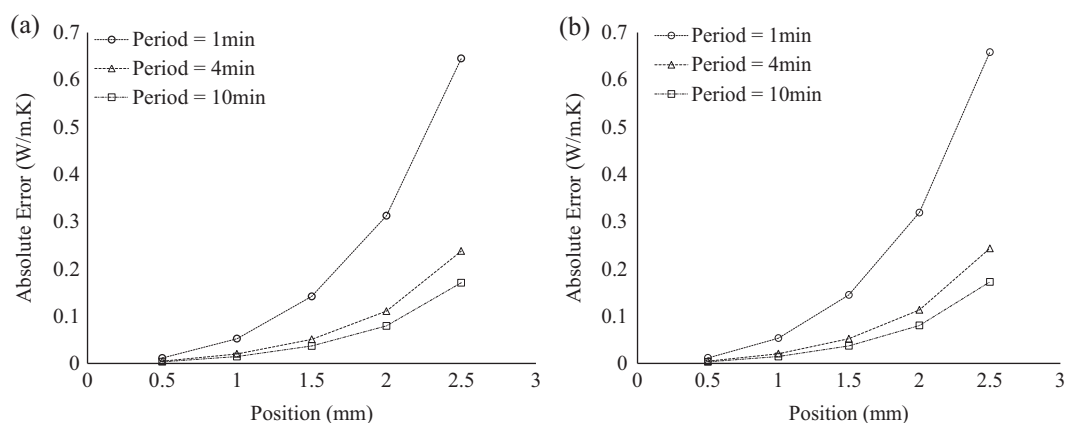 (a)
0.7
0.6
0.5
0.4
0.3
0.2
0.1
0
Absolute Error (W/m.K)
Period = 1min
Period = 4min
Period = 10min
0 0.5 1 1.5 2 2.5 3
Position (mm)
(b)
0.7
0.6
0.5
0.4
0.3
0.2
0.1
0
Absolute Error (W/m.K)
Period = 1min
Period = 4min
Period = 10min
0 0.5 1 1.5 2 2.5 3
Position (mm)